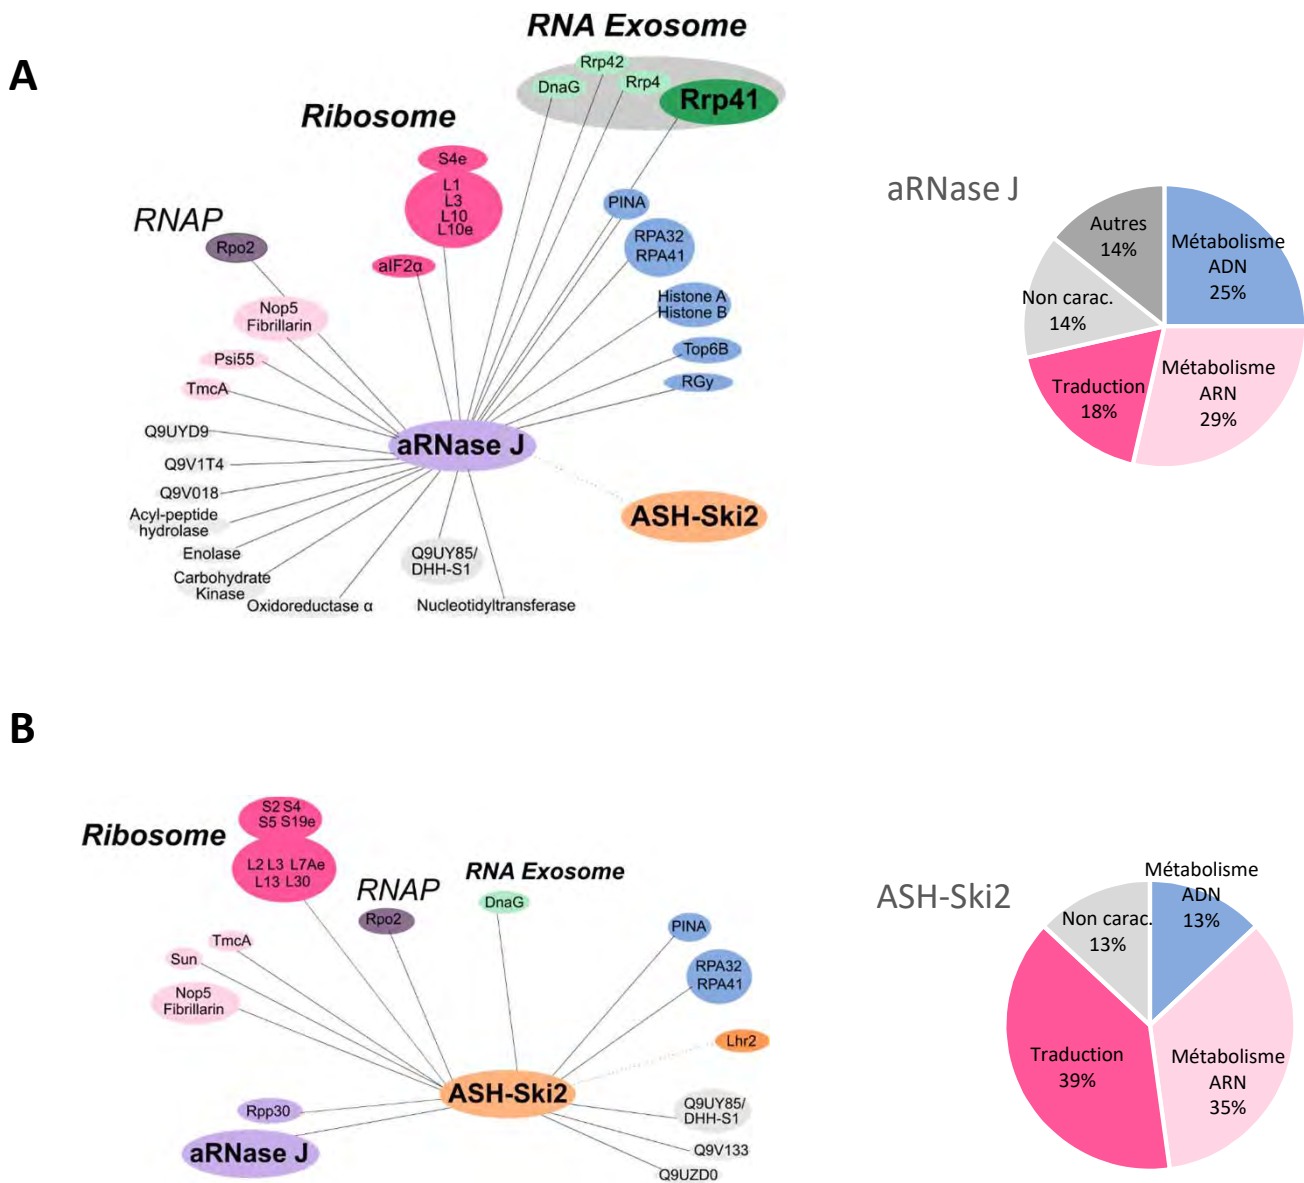 A
RNA Exosome
Rrp42
DnaG
Rrp4
Rrp41
Ribosome
S4e
L1
L3
L10
L10e
RNAP
Rpo2
aIF2α
PINA
RPA32
RPA41
Nop5
Fibrillarin
Histone A
Histone B
Psi55
Top6B
TmcA
RGy
Q9UYD9
aRNase J
Q9V1T4
Q9V018
Acyl-peptide
hydrolase
ASH-Ski2
Enolase
Q9UY85/
DHH-S1
Carbohydrate
Kinase
Oxidoreductase α
Nucleotidyltransferase
aRNase J
Autres
14%
Métabolisme
ADN
25%
Non carac.
14%
Traduction
18%
Métabolisme
ARN
29%
B
Ribosome
S2 S4
S5 S19e
L2 L3 L7Ae
L13 L30
RNAP
Rpo2
RNA Exosome
DnaG
PINA
TmcA
Sun
RPA32
RPA41
Nop5
Fibrillarin
Lhr2
ASH-Ski2
Rpp30
Q9UY85/
DHH-S1
aRNase J
Q9V133
Q9UZD0
ASH-Ski2
Métabolisme
ADN
13%
Non carac.
13%
Traduction
39%
Métabolisme
ARN
35%